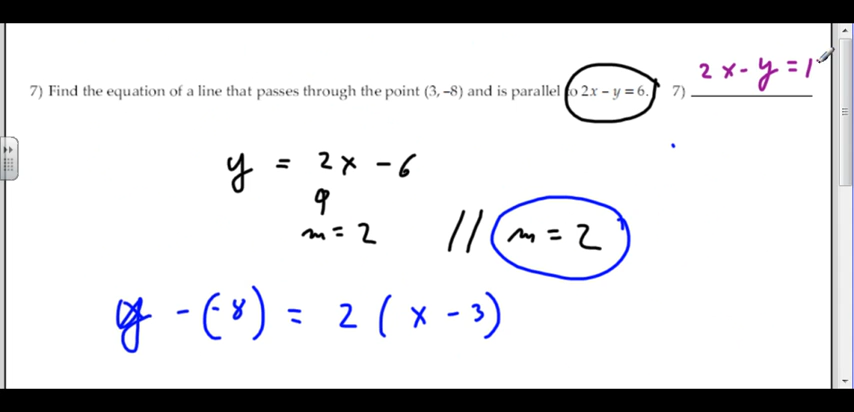 7) Find the equation of a line that passes through the point (3, –8) and is parallel to 2x – y = 6. 7) 2x - y = 1
y = 2x - 6
m = 2 // m = 2
y - (-8) = 2 (x - 3)